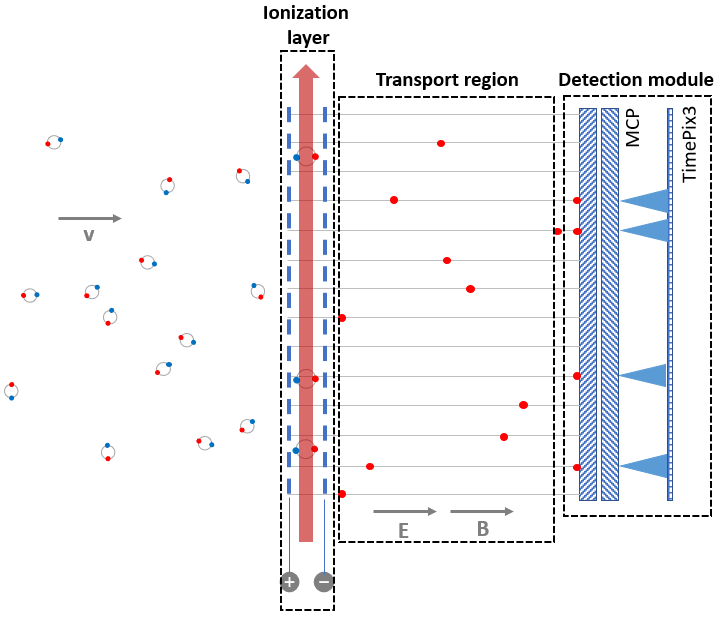 Ionization
layer
Transport region
Detection module
MCP
TimePix3
v
E
B
+
−